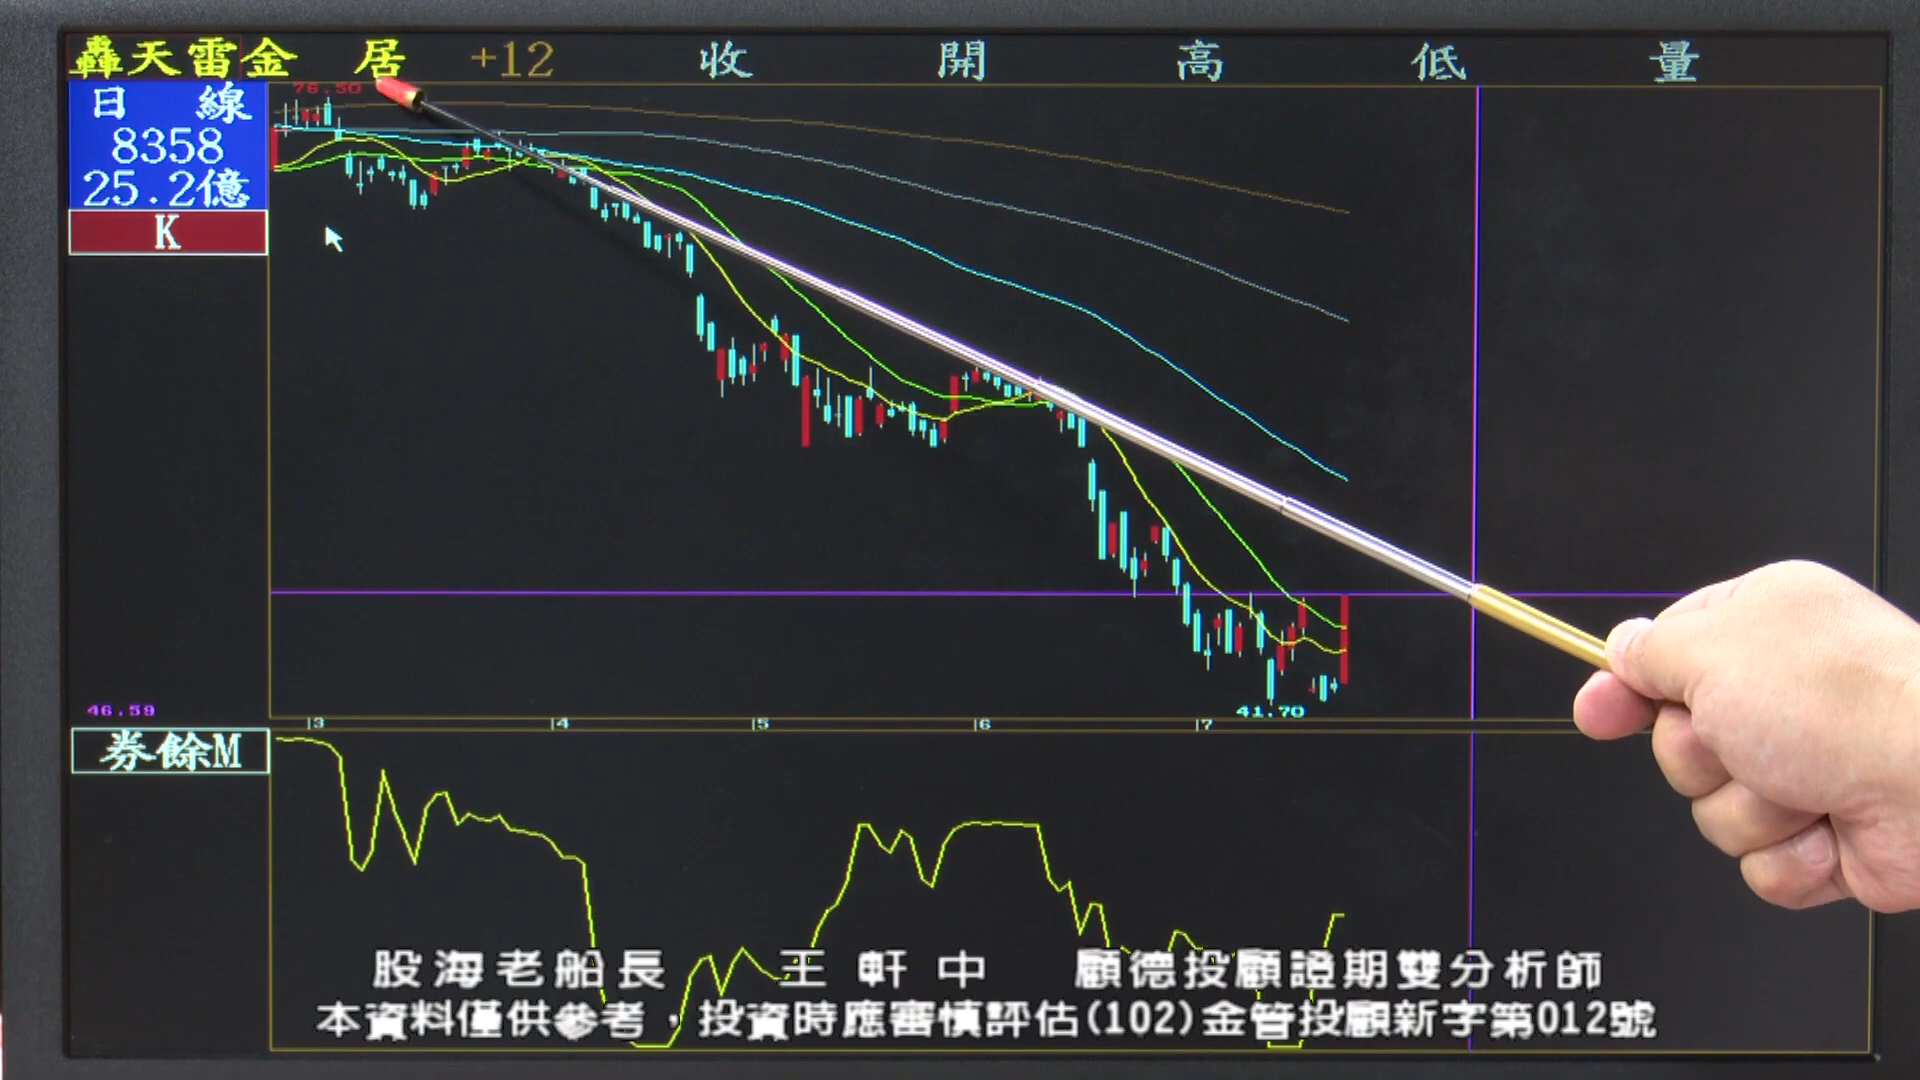 轟天雷金 居 +12 收 開 高 低 量
日 線
8358
25.2億
K
76.50
46.59
41.70
3 4 5 6 7
券餘M
股海老船長 王軒中 顧德投顧證期雙分析師
本資料僅供參考，投資時應審慎評估(102)金管投顧新字第012號